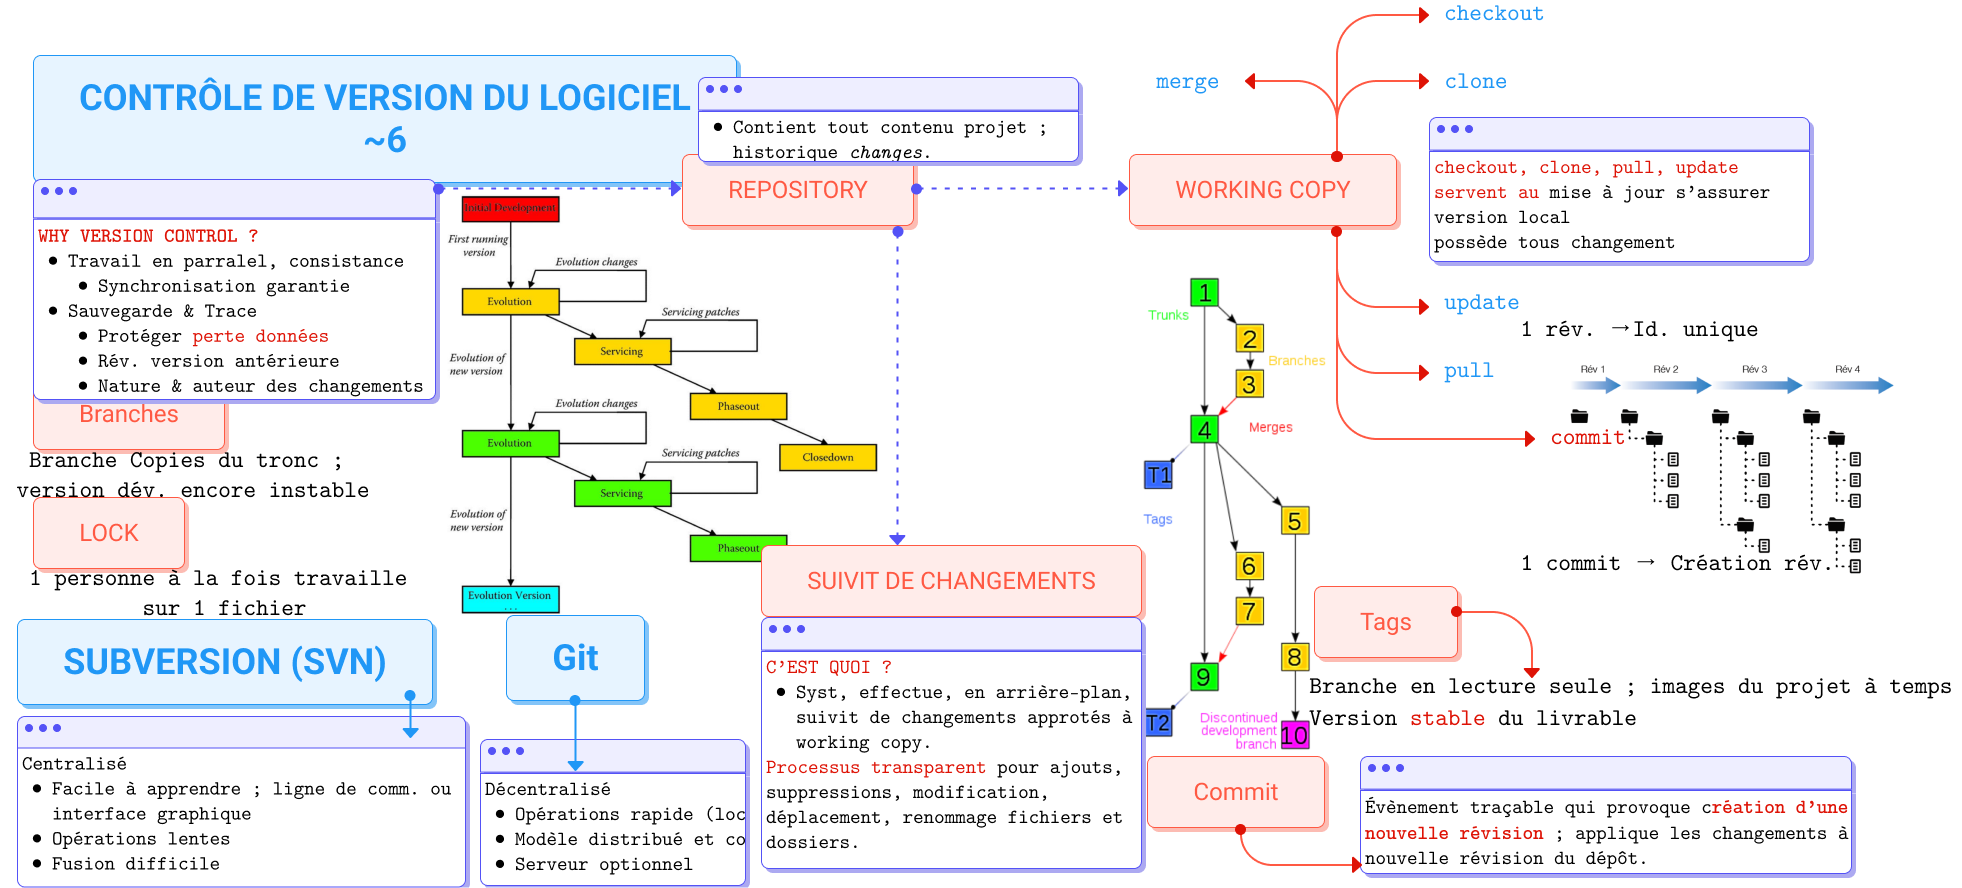 CONTRÔLE DE VERSION DU LOGICIEL
~6
WHY VERSION CONTROL ?
Travail en parralel, consistance
Synchronisation garantie
Sauvegarde & Trace
Protéger perte données
Rév. version antérieure
Nature & auteur des changements
Branches
Branche Copies du tronc ;
version dév. encore instable
LOCK
1 personne à la fois travaille
sur 1 fichier
SUBVERSION (SVN)
Centralisé
Facile à apprendre ; ligne de comm. ou
interface graphique
Opérations lentes
Fusion difficile
Git
Décentralisé
Opérations rapide (loc
Modèle distribué et co
Serveur optionnel
Initial Development
First running
version
Evolution changes
Evolution
Servicing patches
Servicing
Evolution of
new version
Phaseout
Evolution changes
Evolution
Closedown
Servicing patches
Servicing
Evolution of
new version
Phaseout
Evolution Version
. . .
Contient tout contenu projet ;
historique changes.
REPOSITORY
SUIVIT DE CHANGEMENTS
C'EST QUOI ?
Syst, effectue, en arrière-plan,
suivit de changements approtés à
working copy.
Processus transparent pour ajouts,
suppressions, modification,
déplacement, renommage fichiers et
dossiers.
WORKING COPY
checkout
merge
clone
checkout, clone, pull, update
servent au mise à jour s'assurer
version local
possède tous changement
update
pull
commit
1 rév. →Id. unique
Rév 1
Rév 2
Rév 3
Rév 4
1 commit → Création rév.
1
Trunks
2
Branches
3
4
Merges
T1
Tags
5
6
7
8
9
T2
Discontinued
development
branch
10
Tags
Branche en lecture seule ; images du projet à temps
Version stable du livrable
Commit
Évènement traçable qui provoque création d'une
nouvelle révision ; applique les changements à
nouvelle révision du dépôt.